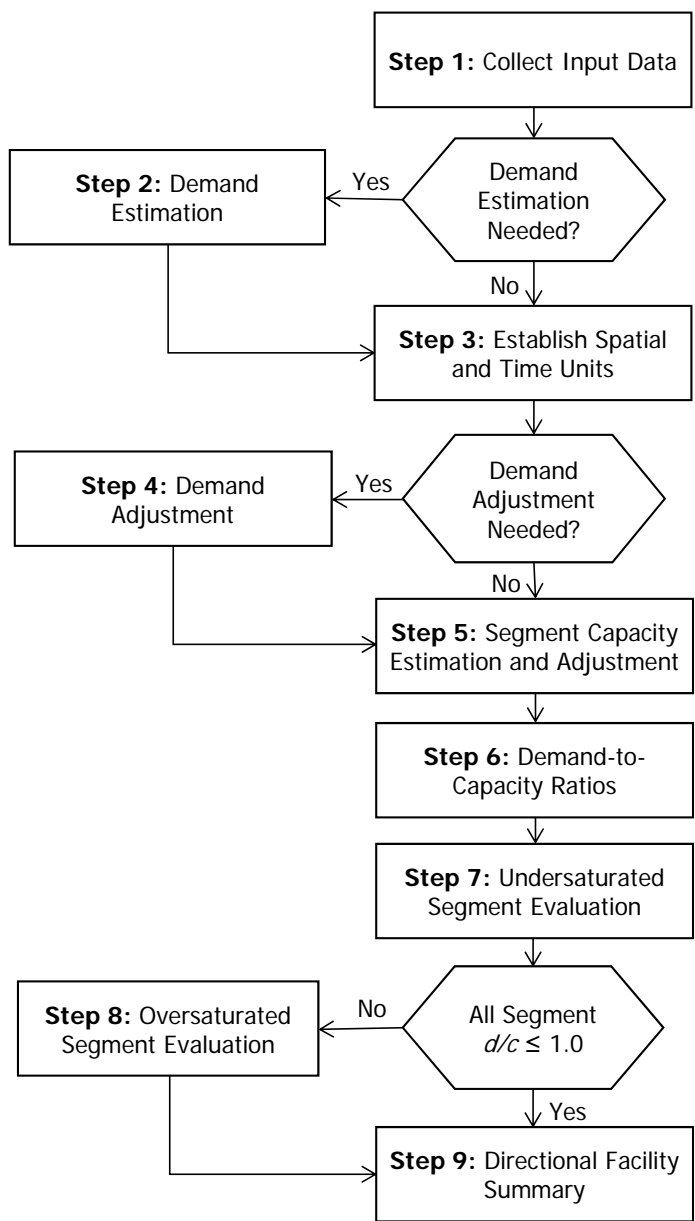 Step 1: Collect Input Data
Demand
Estimation
Needed?
Yes
Step 2: Demand
Estimation
No
Step 3: Establish Spatial
and Time Units
Demand
Adjustment
Needed?
Yes
Step 4: Demand
Adjustment
No
Step 5: Segment Capacity
Estimation and Adjustment
Step 6: Demand-to-
Capacity Ratios
Step 7: Undersaturated
Segment Evaluation
All Segment
d/c ≤ 1.0
No
Step 8: Oversaturated
Segment Evaluation
Yes
Step 9: Directional Facility
Summary